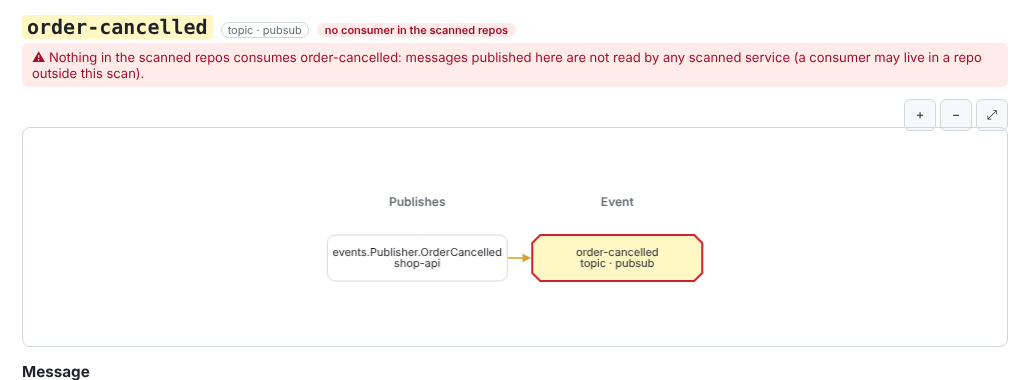 order-cancelled topic · pubsub no consumer in the scanned repos
⚠ Nothing in the scanned repos consumes order-cancelled: messages published here are not read by any scanned service (a consumer may live in a repo
outside this scan).
+ − ⤢
Publishes Event
events.Publisher.OrderCancelled
shop-api
order-cancelled
topic · pubsub
Message